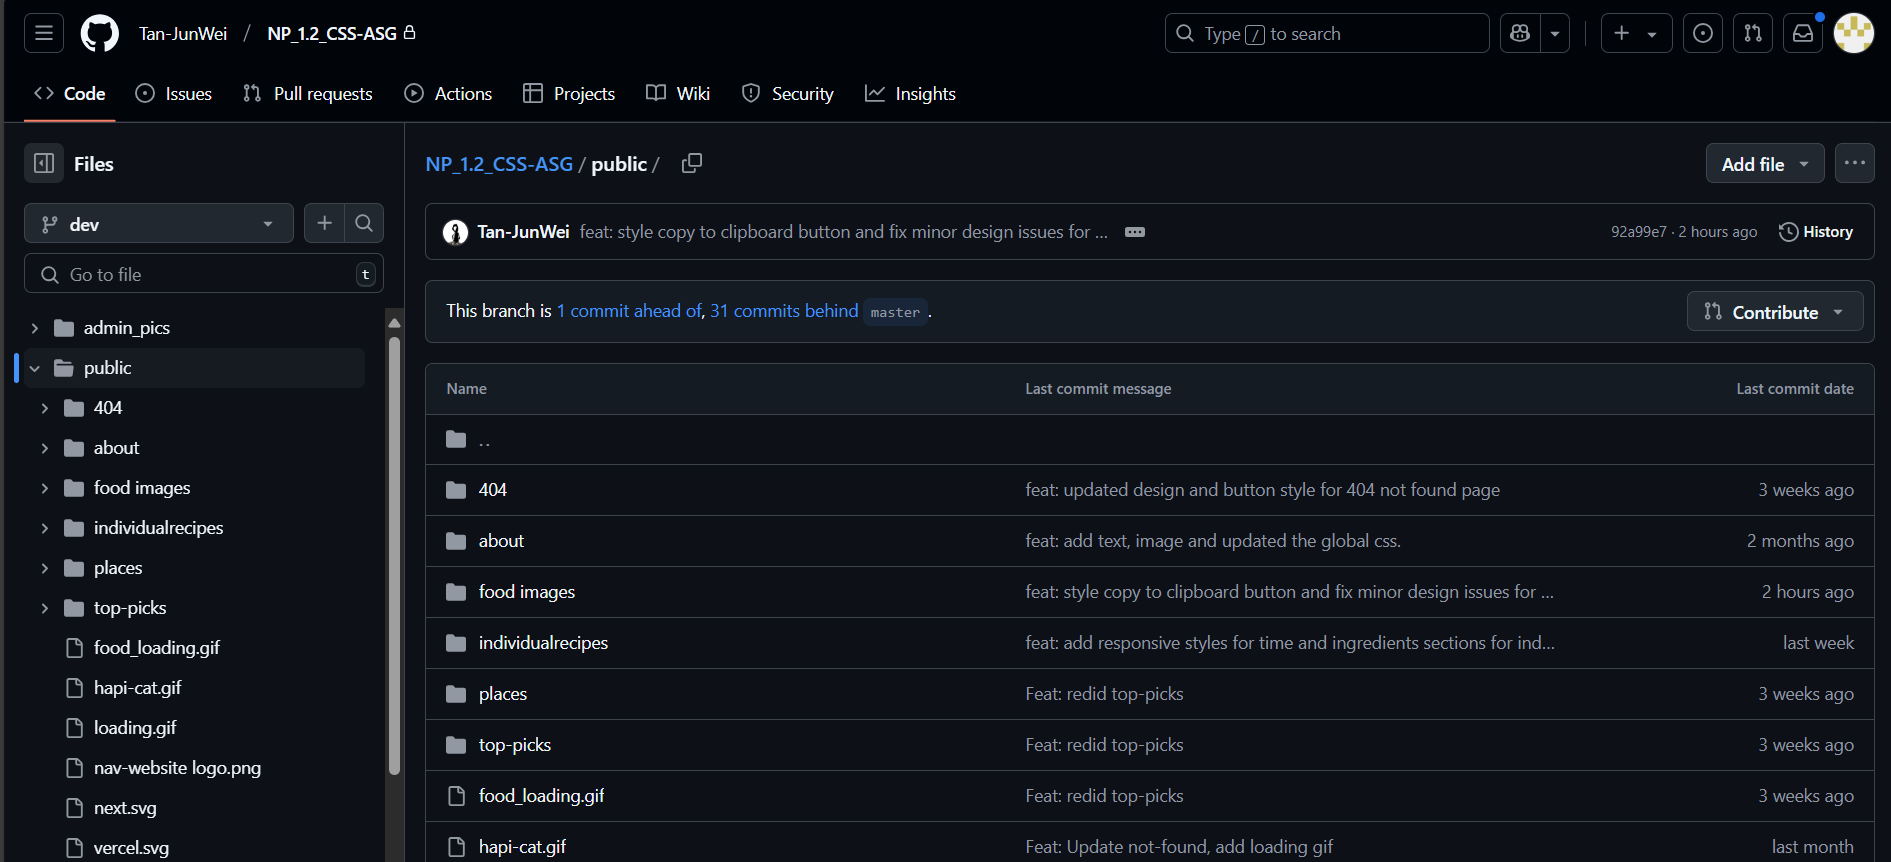 Tan-JunWei / NP_1.2_CSS-ASG
Type / to search
Code Issues Pull requests Actions Projects Wiki Security Insights
Files
dev
Go to file t
admin_pics
public
404
about
food images
individualrecipes
places
top-picks
food_loading.gif
hapi-cat.gif
loading.gif
nav-website logo.png
next.svg
vercel.svg
NP_1.2_CSS-ASG / public /
Add file
Tan-JunWei feat: style copy to clipboard button and fix minor design issues for ... 92a99e7 · 2 hours ago History
This branch is 1 commit ahead of, 31 commits behind master .
Contribute
Name Last commit message Last commit date
..
404 feat: updated design and button style for 404 not found page 3 weeks ago
about feat: add text, image and updated the global css. 2 months ago
food images feat: style copy to clipboard button and fix minor design issues for ... 2 hours ago
individualrecipes feat: add responsive styles for time and ingredients sections for ind... last week
places Feat: redid top-picks 3 weeks ago
top-picks Feat: redid top-picks 3 weeks ago
food_loading.gif Feat: redid top-picks 3 weeks ago
hapi-cat.gif Feat: Update not-found, add loading gif last month